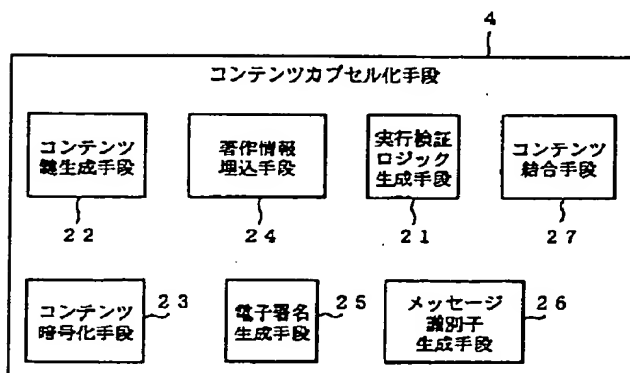 4
コンテンツカプセル化手段
コンテンツ
鍵生成手段
著作情報
埋込手段
実行検証
ロジック
生成手段
コンテンツ
結合手段
22
24
21
27
コンテンツ
暗号化手段
23
電子署名
生成手段
25
メッセージ
識別子
生成手段
26